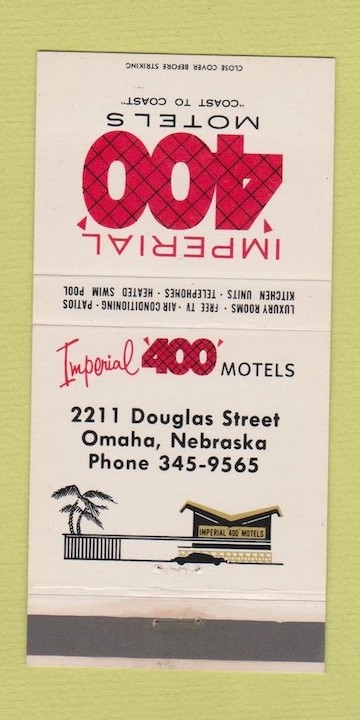 CLOSE COVER BEFORE STRIKING
"COAST TO COAST"
MOTELS
'400'
IMPERIAL
KITCHEN UNITS · TELEPHONES · HEATED SWIM POOL
LUXURY ROOMS · FREE TV · AIR CONDITIONING · PATIOS
Imperial '400' MOTELS
2211 Douglas Street
Omaha, Nebraska
Phone 345-9565
IMPERIAL '400' MOTELS